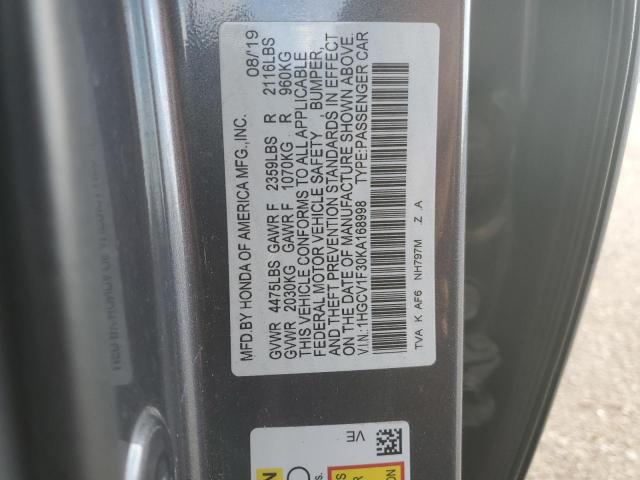 MFD.BY HONDA OF AMERICA MFG.,INC. 08/'19
GVWR 4475LBS GAWR F 2359LBS R 2116LBS
GVWR 2030KG GAWR F 1070KG R 960KG
THIS VEHICLE CONFORMS TO ALL APPLICABLE
FEDERAL MOTOR VEHICLE SAFETY , BUMPER,
AND THEFT PREVENTION STANDARDS IN EFFECT
ON THE DATE OF MANUFACTURE SHOWN ABOVE.
V.I.N.:1HGCV1F30KA168998 TYPE:PASSENGER CAR
TVA K AF6 NH797M Z A
VE